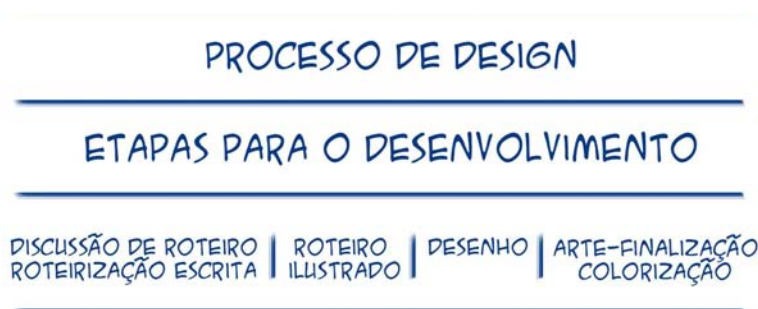 PROCESSO DE DESIGN
ETAPAS PARA O DESENVOLVIMENTO
DISCUSSÃO DE ROTEIRO
ROTEIRIZAÇÃO ESCRITA
ROTEIRO
ILUSTRADO
DESENHO
ARTE-FINALIZAÇÃO
COLORIZAÇÃO